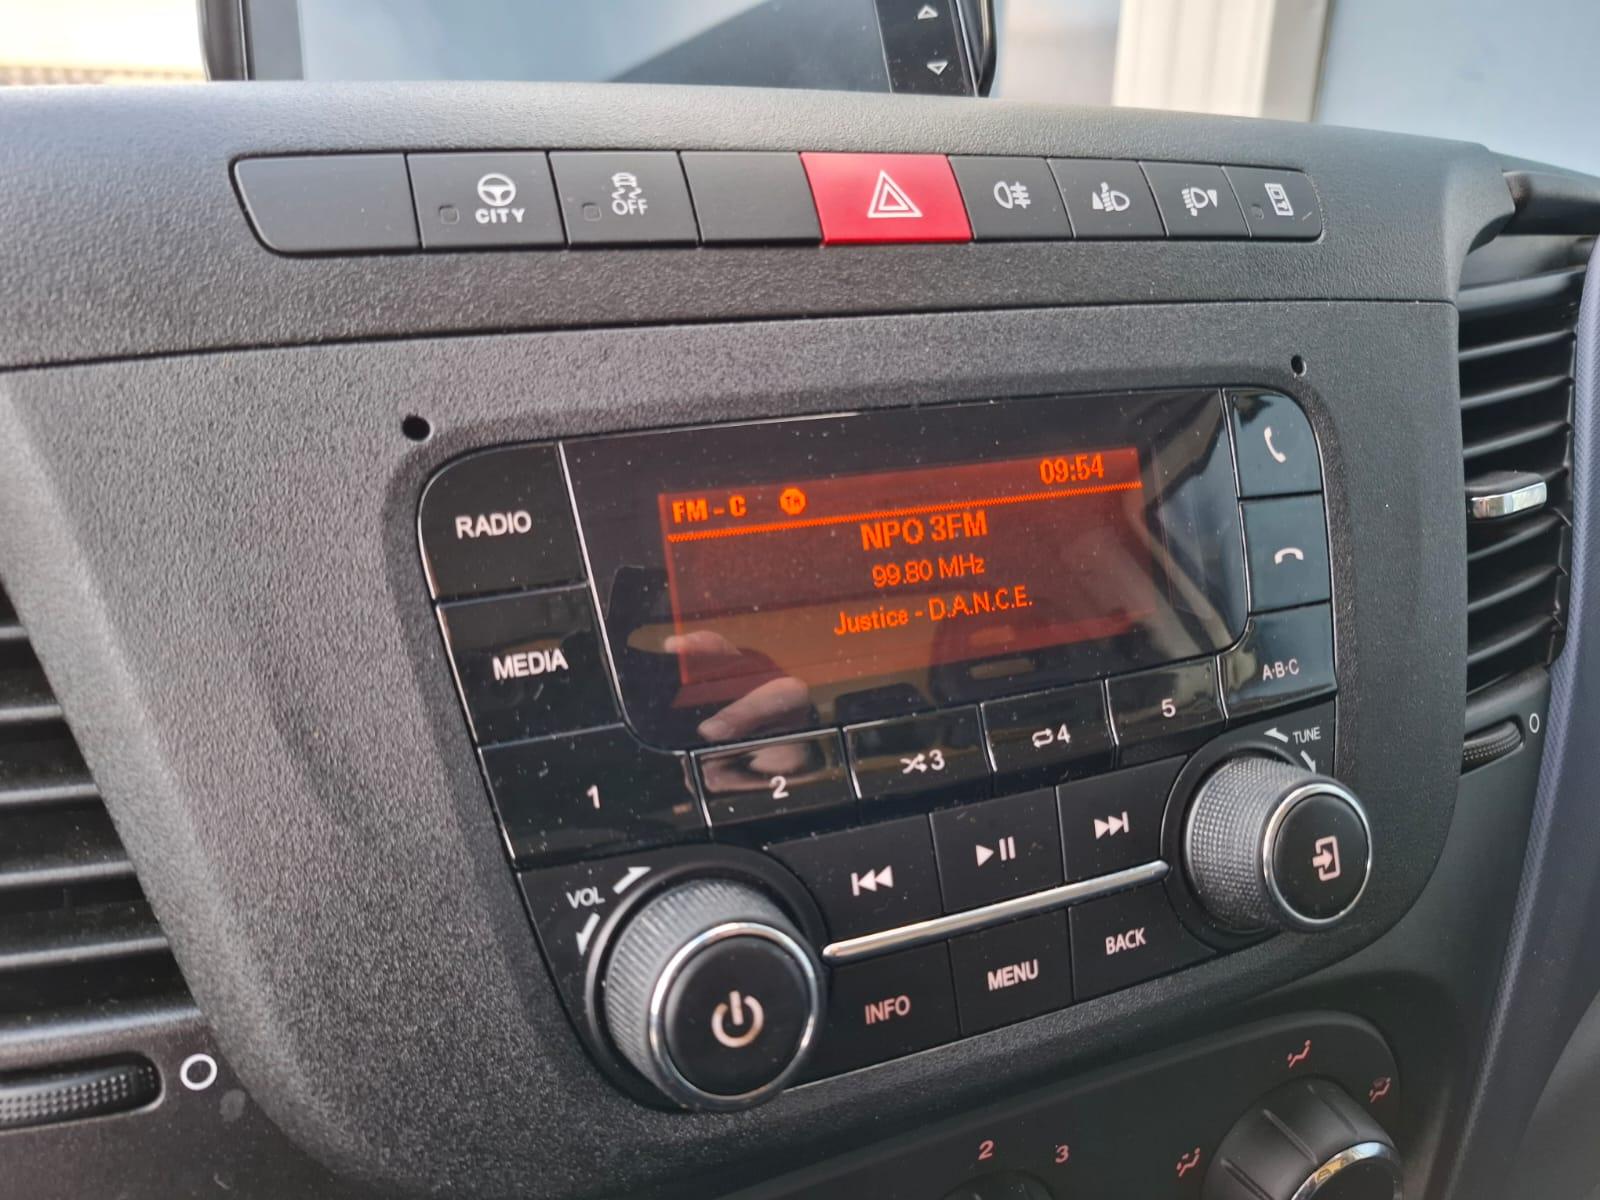 CITY
OFF
09:54
FM - C
NPO 3FM
99.80 MHz
Justice - D.A.N.C.E.
RADIO
MEDIA
A·B·C
1
2
3
4
5
TUNE
VOL
INFO
MENU
BACK
2
3